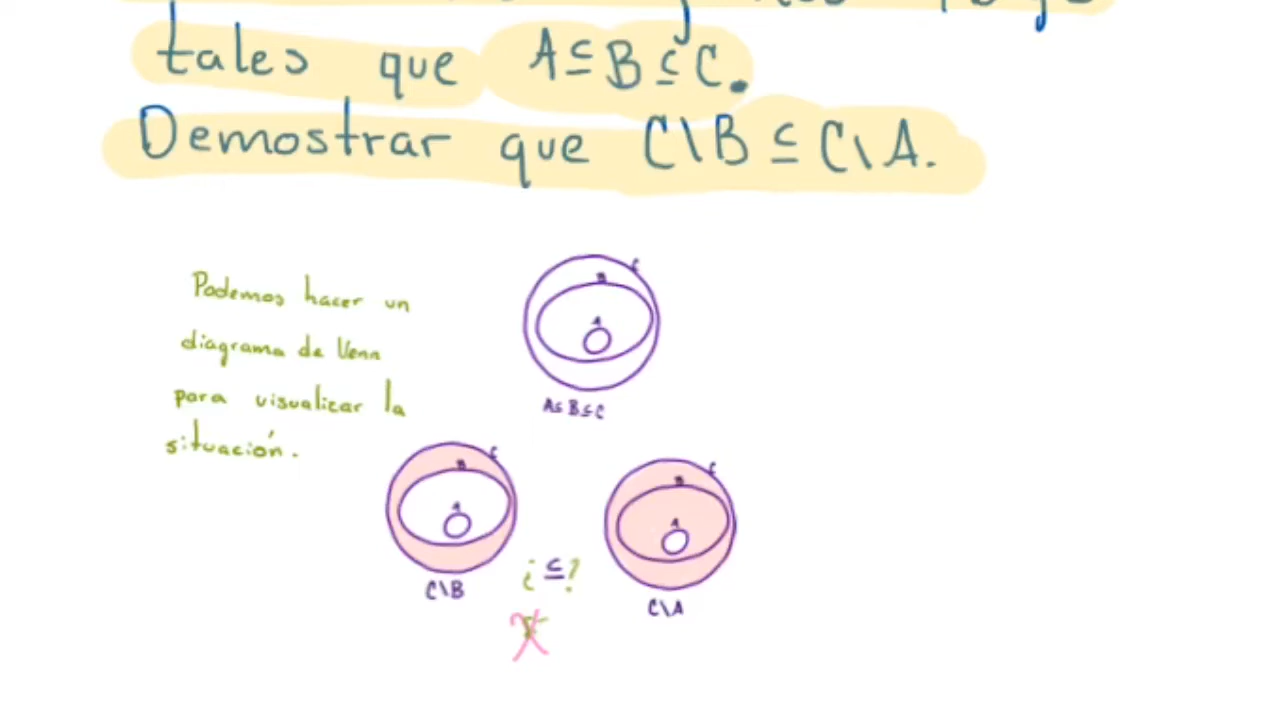 tales que A ⊆ B ⊆ C.
Demostrar que C\B ⊆ C\A.
Podemos hacer un
diagrama de Venn
para visualizar la
situación.
C
B
A
A ⊆ B ⊆ C
C
B
A
C\B
¿⊆?
C
B
A
C\A